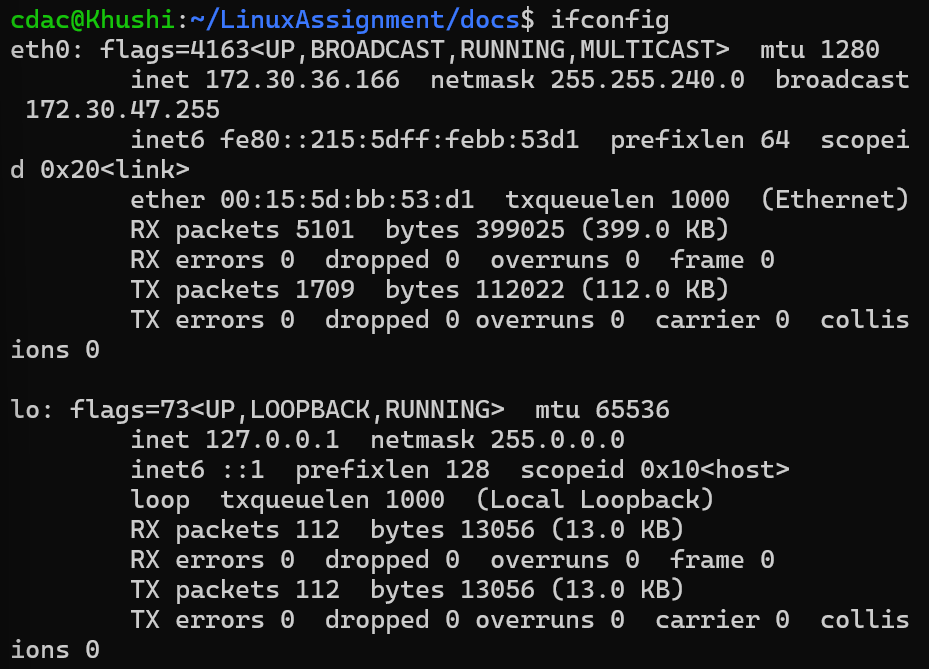 cdac@Khushi:~/LinuxAssignment/docs$ ifconfig
eth0: flags=4163<UP,BROADCAST,RUNNING,MULTICAST>  mtu 1280
        inet 172.30.36.166  netmask 255.255.240.0  broadcast
 172.30.47.255
        inet6 fe80::215:5dff:febb:53d1  prefixlen 64  scopei
d 0x20<link>
        ether 00:15:5d:bb:53:d1  txqueuelen 1000  (Ethernet)
        RX packets 5101  bytes 399025 (399.0 KB)
        RX errors 0  dropped 0  overruns 0  frame 0
        TX packets 1709  bytes 112022 (112.0 KB)
        TX errors 0  dropped 0 overruns 0  carrier 0  collis
ions 0

lo: flags=73<UP,LOOPBACK,RUNNING>  mtu 65536
        inet 127.0.0.1  netmask 255.0.0.0
        inet6 ::1  prefixlen 128  scopeid 0x10<host>
        loop  txqueuelen 1000  (Local Loopback)
        RX packets 112  bytes 13056 (13.0 KB)
        RX errors 0  dropped 0  overruns 0  frame 0
        TX packets 112  bytes 13056 (13.0 KB)
        TX errors 0  dropped 0 overruns 0  carrier 0  collis
ions 0